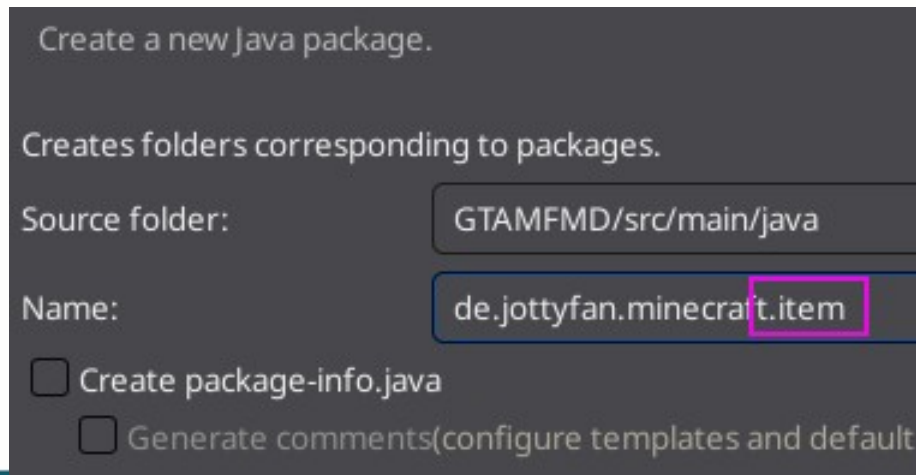 Create a new Java package.
Creates folders corresponding to packages.
Source folder: GTAMFMD/src/main/java
Name: de.jottyfan.minecraft.item
Create package-info.java
Generate comments(configure templates and default